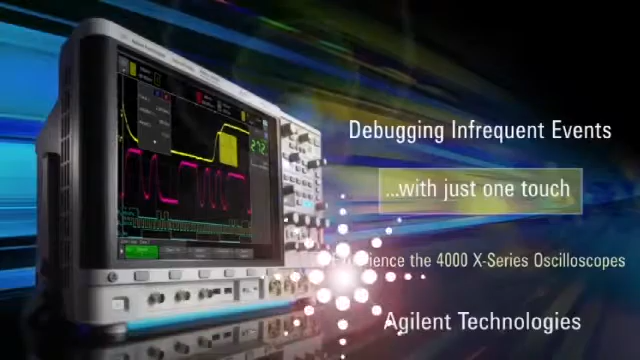 Debugging Infrequent Events
...with just one touch
the 4000 X-Series Oscilloscopes
Agilent Technologies